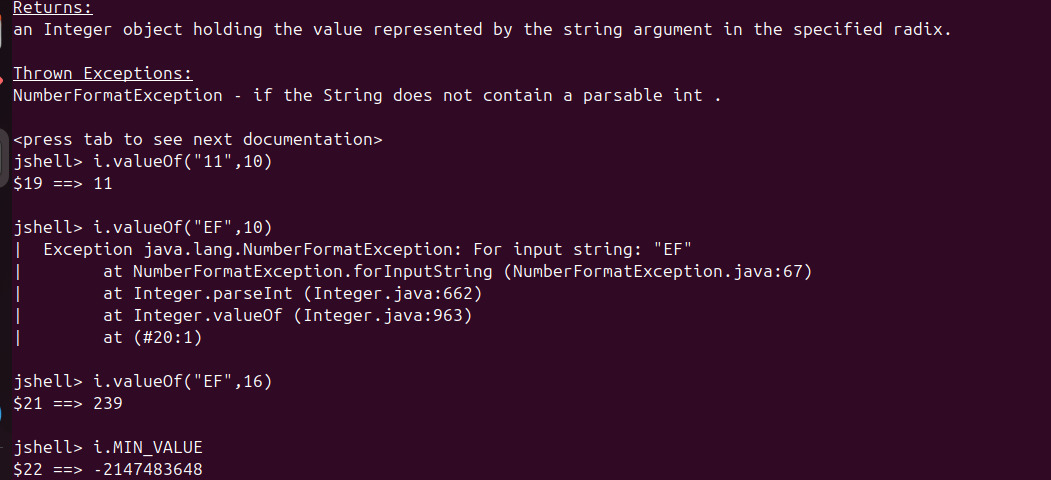 Returns:
an Integer object holding the value represented by the string argument in the specified radix.
Thrown Exceptions:
NumberFormatException - if the String does not contain a parsable int .
<press tab to see next documentation>
jshell> i.valueOf("11",10)
$19 ==> 11
jshell> i.valueOf("EF",10)
|  Exception java.lang.NumberFormatException: For input string: "EF"
|        at NumberFormatException.forInputString (NumberFormatException.java:67)
|        at Integer.parseInt (Integer.java:662)
|        at Integer.valueOf (Integer.java:963)
|        at (#20:1)
jshell> i.valueOf("EF",16)
$21 ==> 239
jshell> i.MIN_VALUE
$22 ==> -2147483648